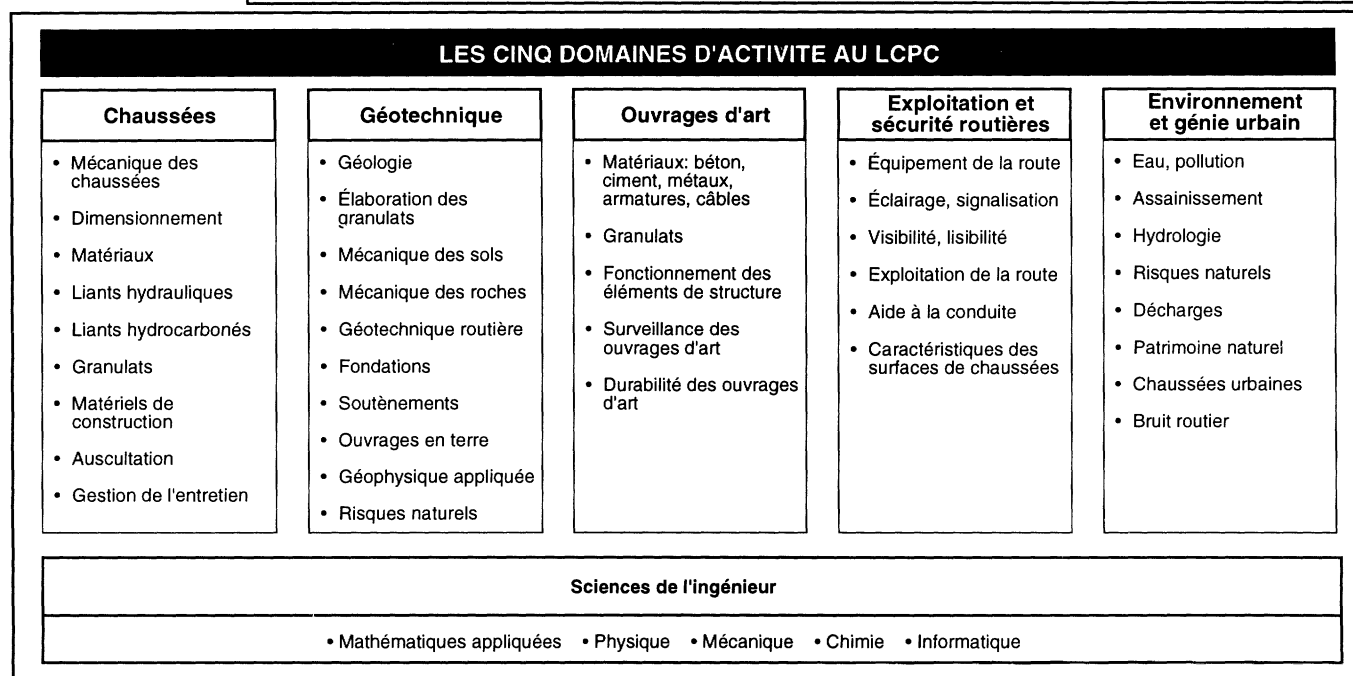 LES CINQ DOMAINES D'ACTIVITE AU LCPC
Chaussées
• Mécanique des
chaussées
• Dimensionnement
• Matériaux
• Liants hydrauliques
• Liants hydrocarbonés
• Granulats
• Matériels de
construction
• Auscultation
• Gestion de l'entretien
Géotechnique
• Géologie
• Élaboration des
granulats
• Mécanique des sols
• Mécanique des roches
• Géotechnique routière
• Fondations
• Soutènements
• Ouvrages en terre
• Géophysique appliquée
• Risques naturels
Ouvrages d'art
• Matériaux: béton,
ciment, métaux,
armatures, câbles
• Granulats
• Fonctionnement des
éléments de structure
• Surveillance des
ouvrages d'art
• Durabilité des ouvrages
d'art
Exploitation et
sécurité routières
• Équipement de la route
• Éclairage, signalisation
• Visibilité, lisibilité
• Exploitation de la route
• Aide à la conduite
• Caractéristiques des
surfaces de chaussées
Environnement
et génie urbain
• Eau, pollution
• Assainissement
• Hydrologie
• Risques naturels
• Décharges
• Patrimoine naturel
• Chaussées urbaines
• Bruit routier
Sciences de l'ingénieur
• Mathématiques appliquées • Physique • Mécanique • Chimie • Informatique